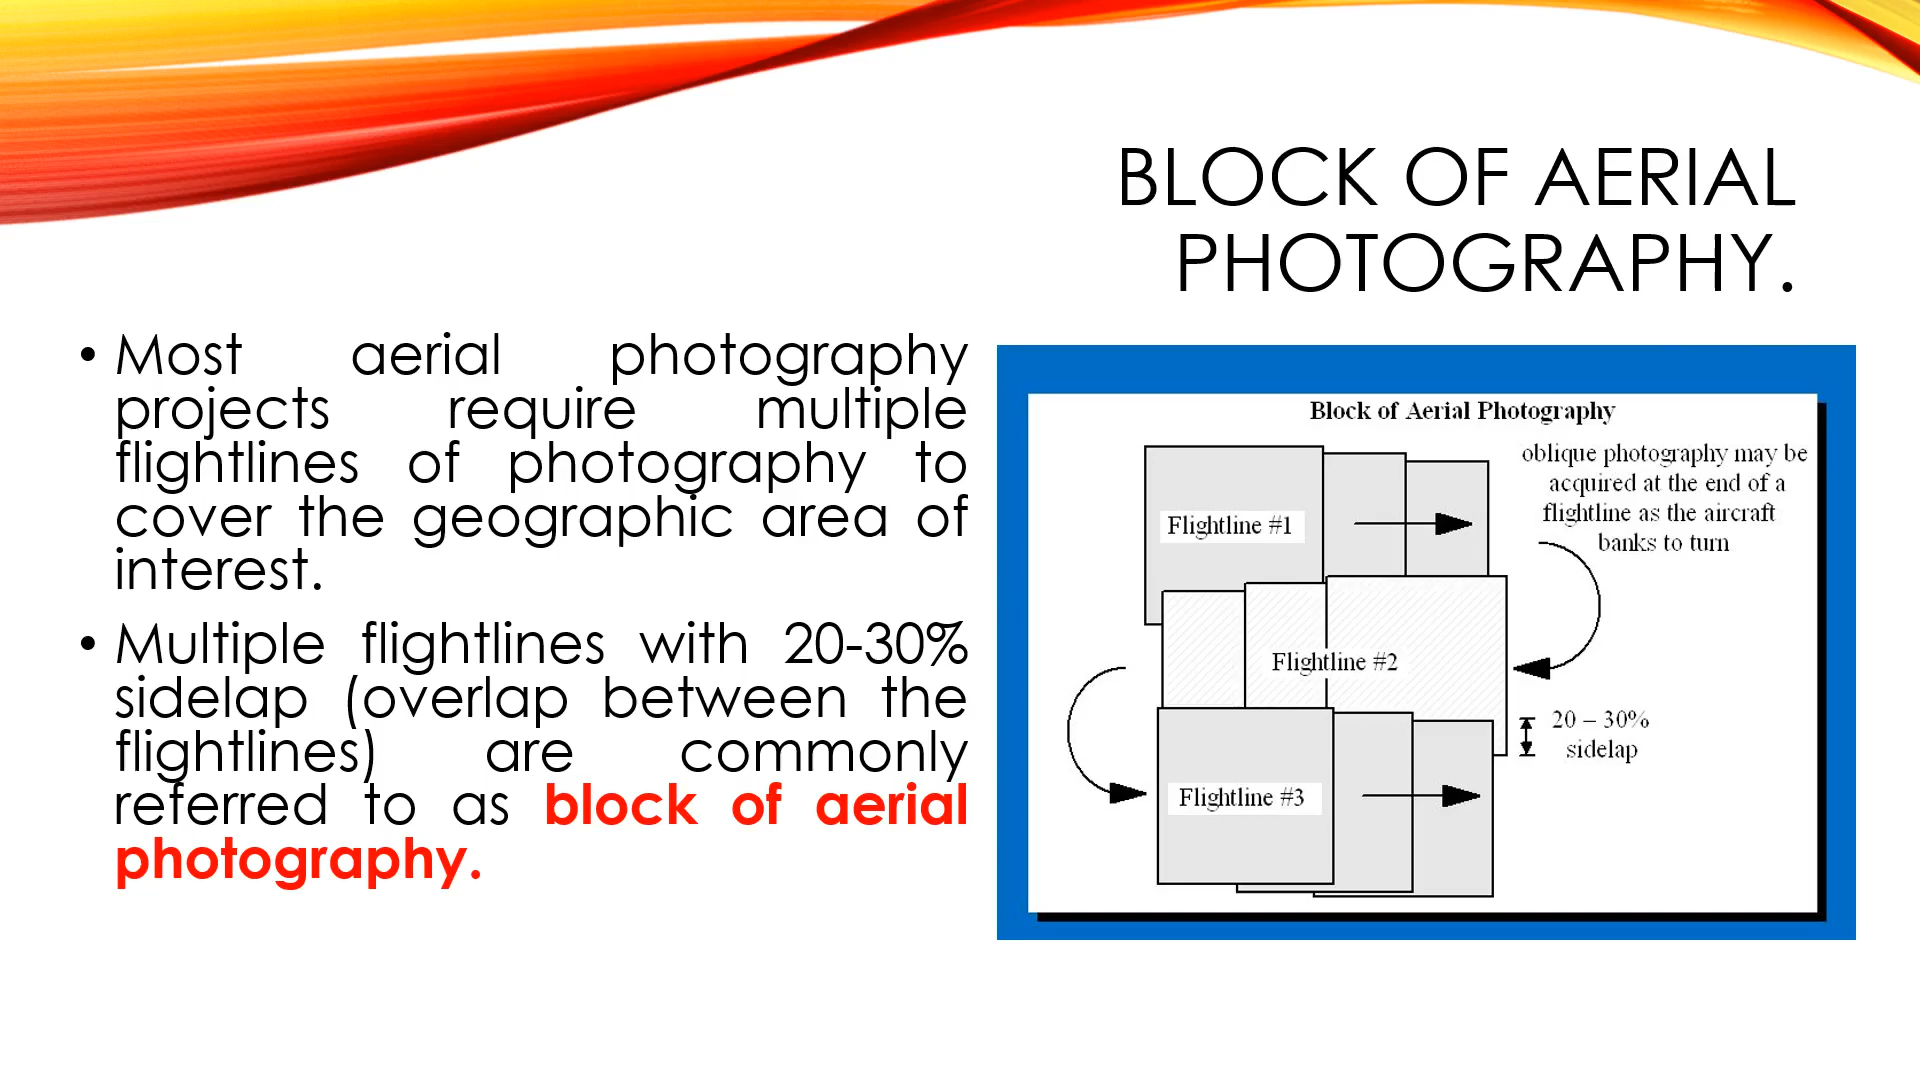 BLOCK OF AERIAL
PHOTOGRAPHY.
• Most aerial photography
projects require multiple
flightlines of photography to
cover the geographic area of
interest.
• Multiple flightlines with 20-30%
sidelap (overlap between the
flightlines) are commonly
referred to as block of aerial
photography.
Block of Aerial Photography
oblique photography may be
acquired at the end of a
flightline as the aircraft
banks to turn
Flightline #1
Flightline #2
20 – 30%
sidelap
Flightline #3